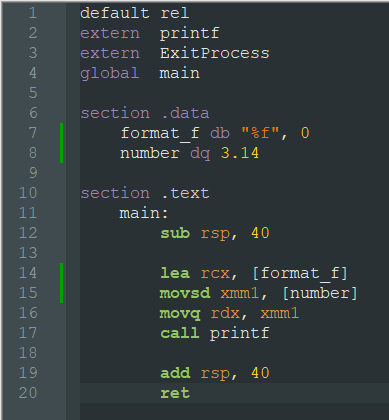 1 default rel
2 extern  printf
3 extern  ExitProcess
4 global  main
5
6 section .data
7     format_f db "%f", 0
8     number dq 3.14
9
10 section .text
11     main:
12         sub rsp, 40
13
14         lea rcx, [format_f]
15         movsd xmm1, [number]
16         movq rdx, xmm1
17         call printf
18
19         add rsp, 40
20         ret